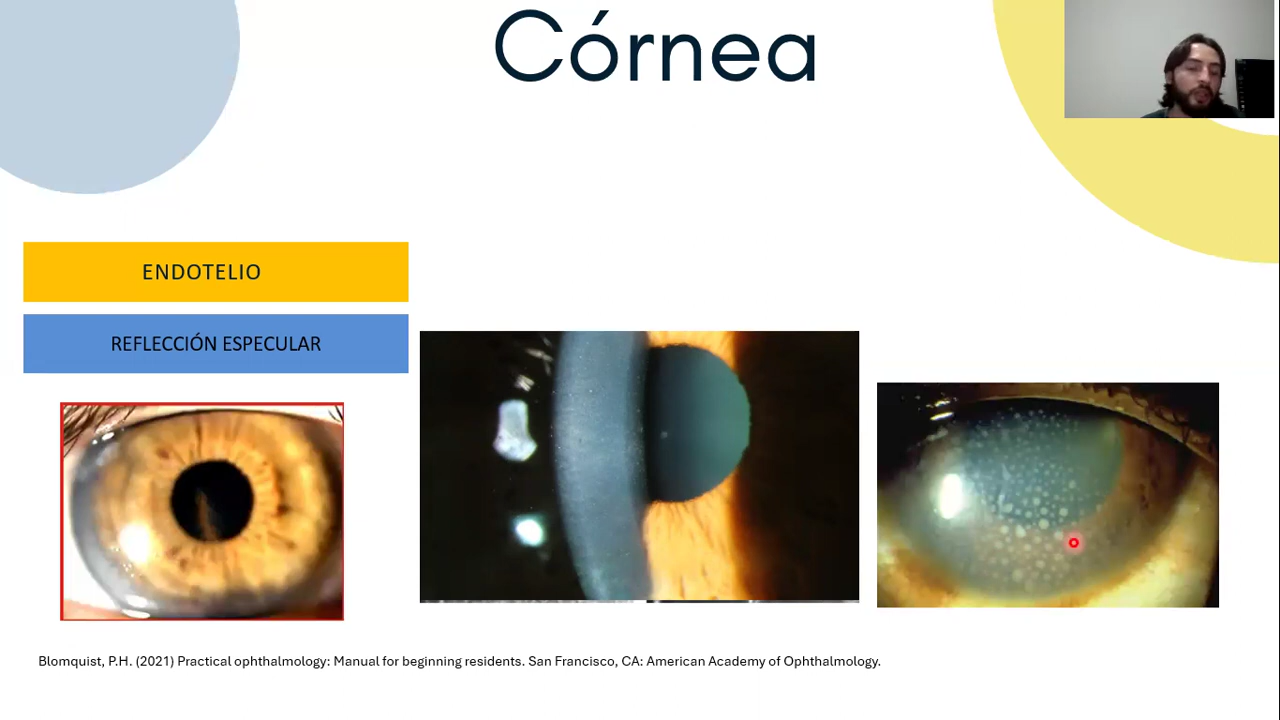 Córnea
ENDOTELIO
REFLECCIÓN ESPECULAR
Blomquist, P.H. (2021) Practical ophthalmology: Manual for beginning residents. San Francisco, CA: American Academy of Ophthalmology.